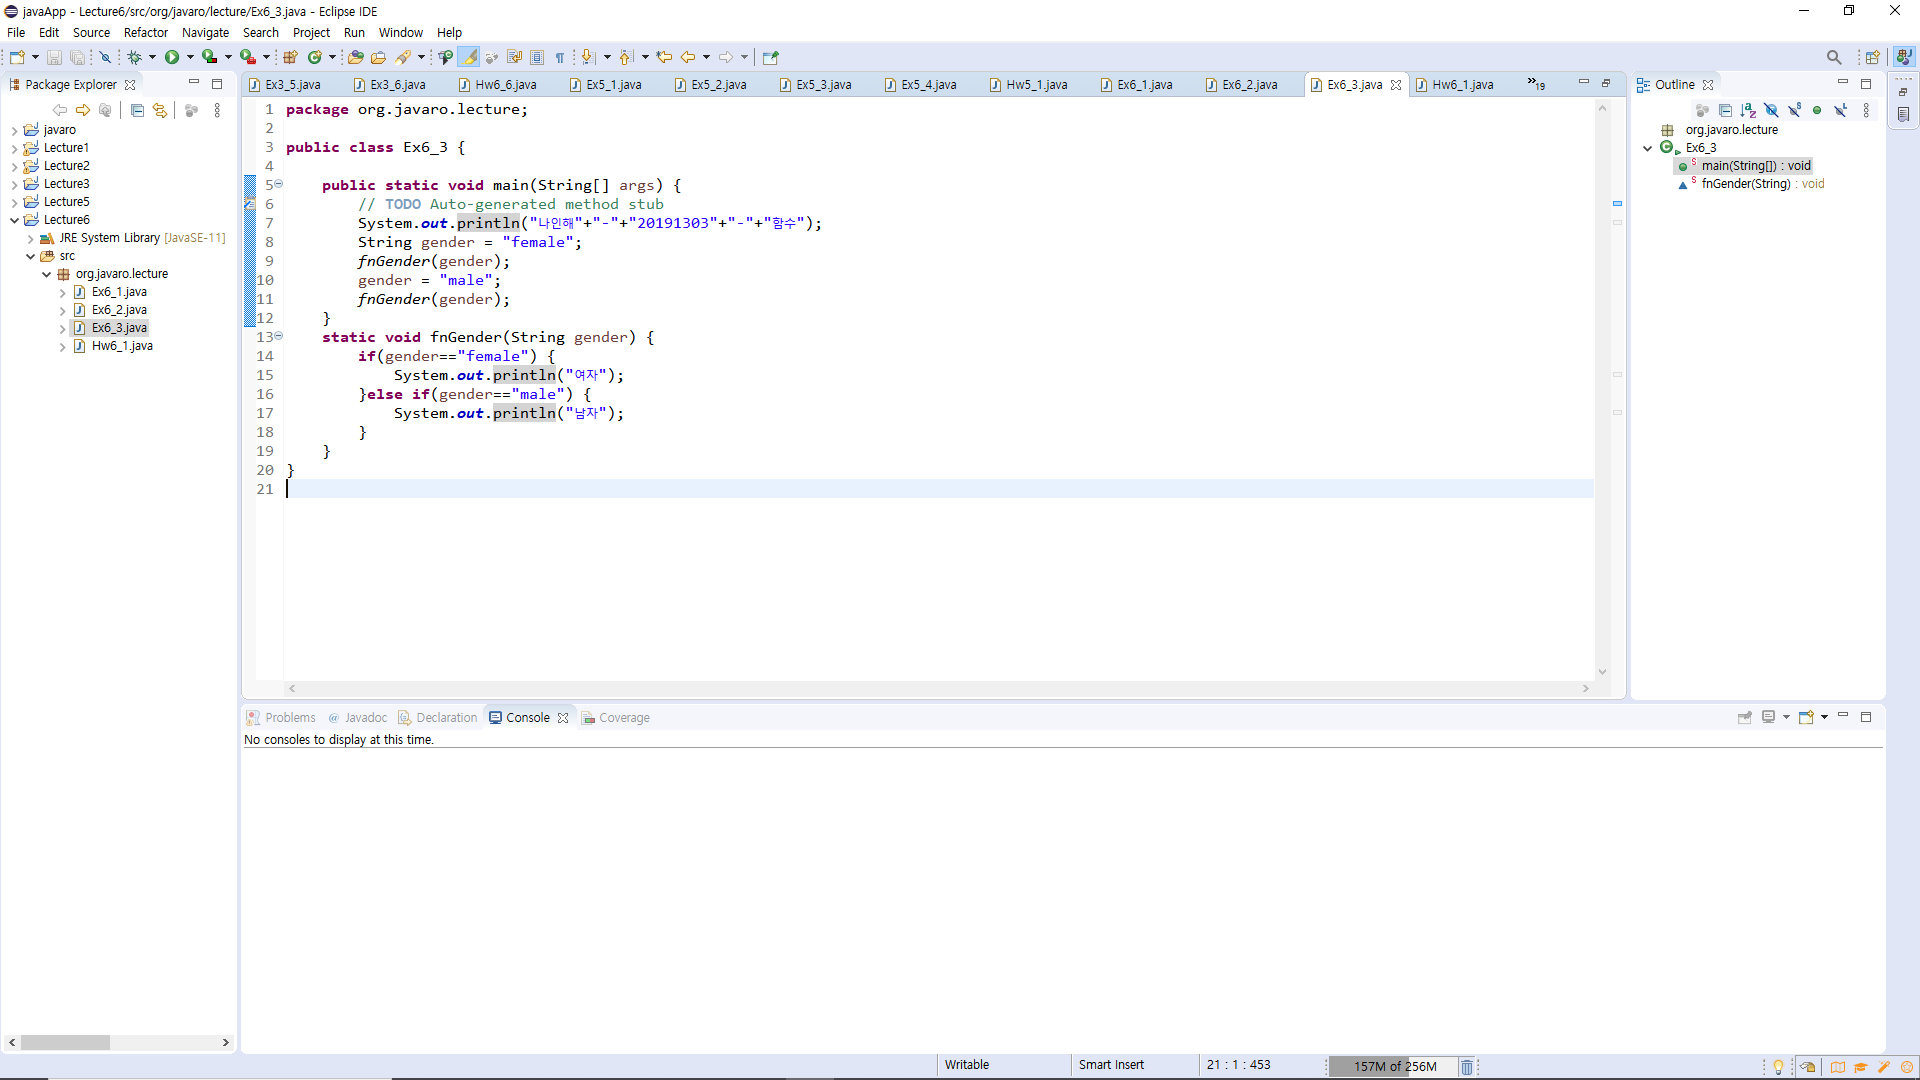 javaApp - Lecture6/src/org/javaro/lecture/Ex6_3.java - Eclipse IDE
File Edit Source Refactor Navigate Search Project Run Window Help
Package Explorer
javaro
Lecture1
Lecture2
Lecture3
Lecture5
Lecture6
JRE System Library [JavaSE-11]
src
org.javaro.lecture
Ex6_1.java
Ex6_2.java
Ex6_3.java
Hw6_1.java
Ex3_5.java Ex3_6.java Hw6_6.java Ex5_1.java Ex5_2.java Ex5_3.java Ex5_4.java Hw5_1.java Ex6_1.java Ex6_2.java Ex6_3.java Hw6_1.java »19
1 package org.javaro.lecture;
2
3 public class Ex6_3 {
4
5 public static void main(String[] args) {
6 // TODO Auto-generated method stub
7 System.out.println("나인해"+"-"+"20191303"+"-"+"함수");
8 String gender = "female";
9 fnGender(gender);
10 gender = "male";
11 fnGender(gender);
12 }
13 static void fnGender(String gender) {
14 if(gender=="female") {
15 System.out.println("여자");
16 }else if(gender=="male") {
17 System.out.println("남자");
18 }
19 }
20 }
21
Outline
org.javaro.lecture
Ex6_3
main(String[]) : void
fnGender(String) : void
Problems Javadoc Declaration Console Coverage
No consoles to display at this time.
Writable Smart Insert 21 : 1 : 453 157M of 256M